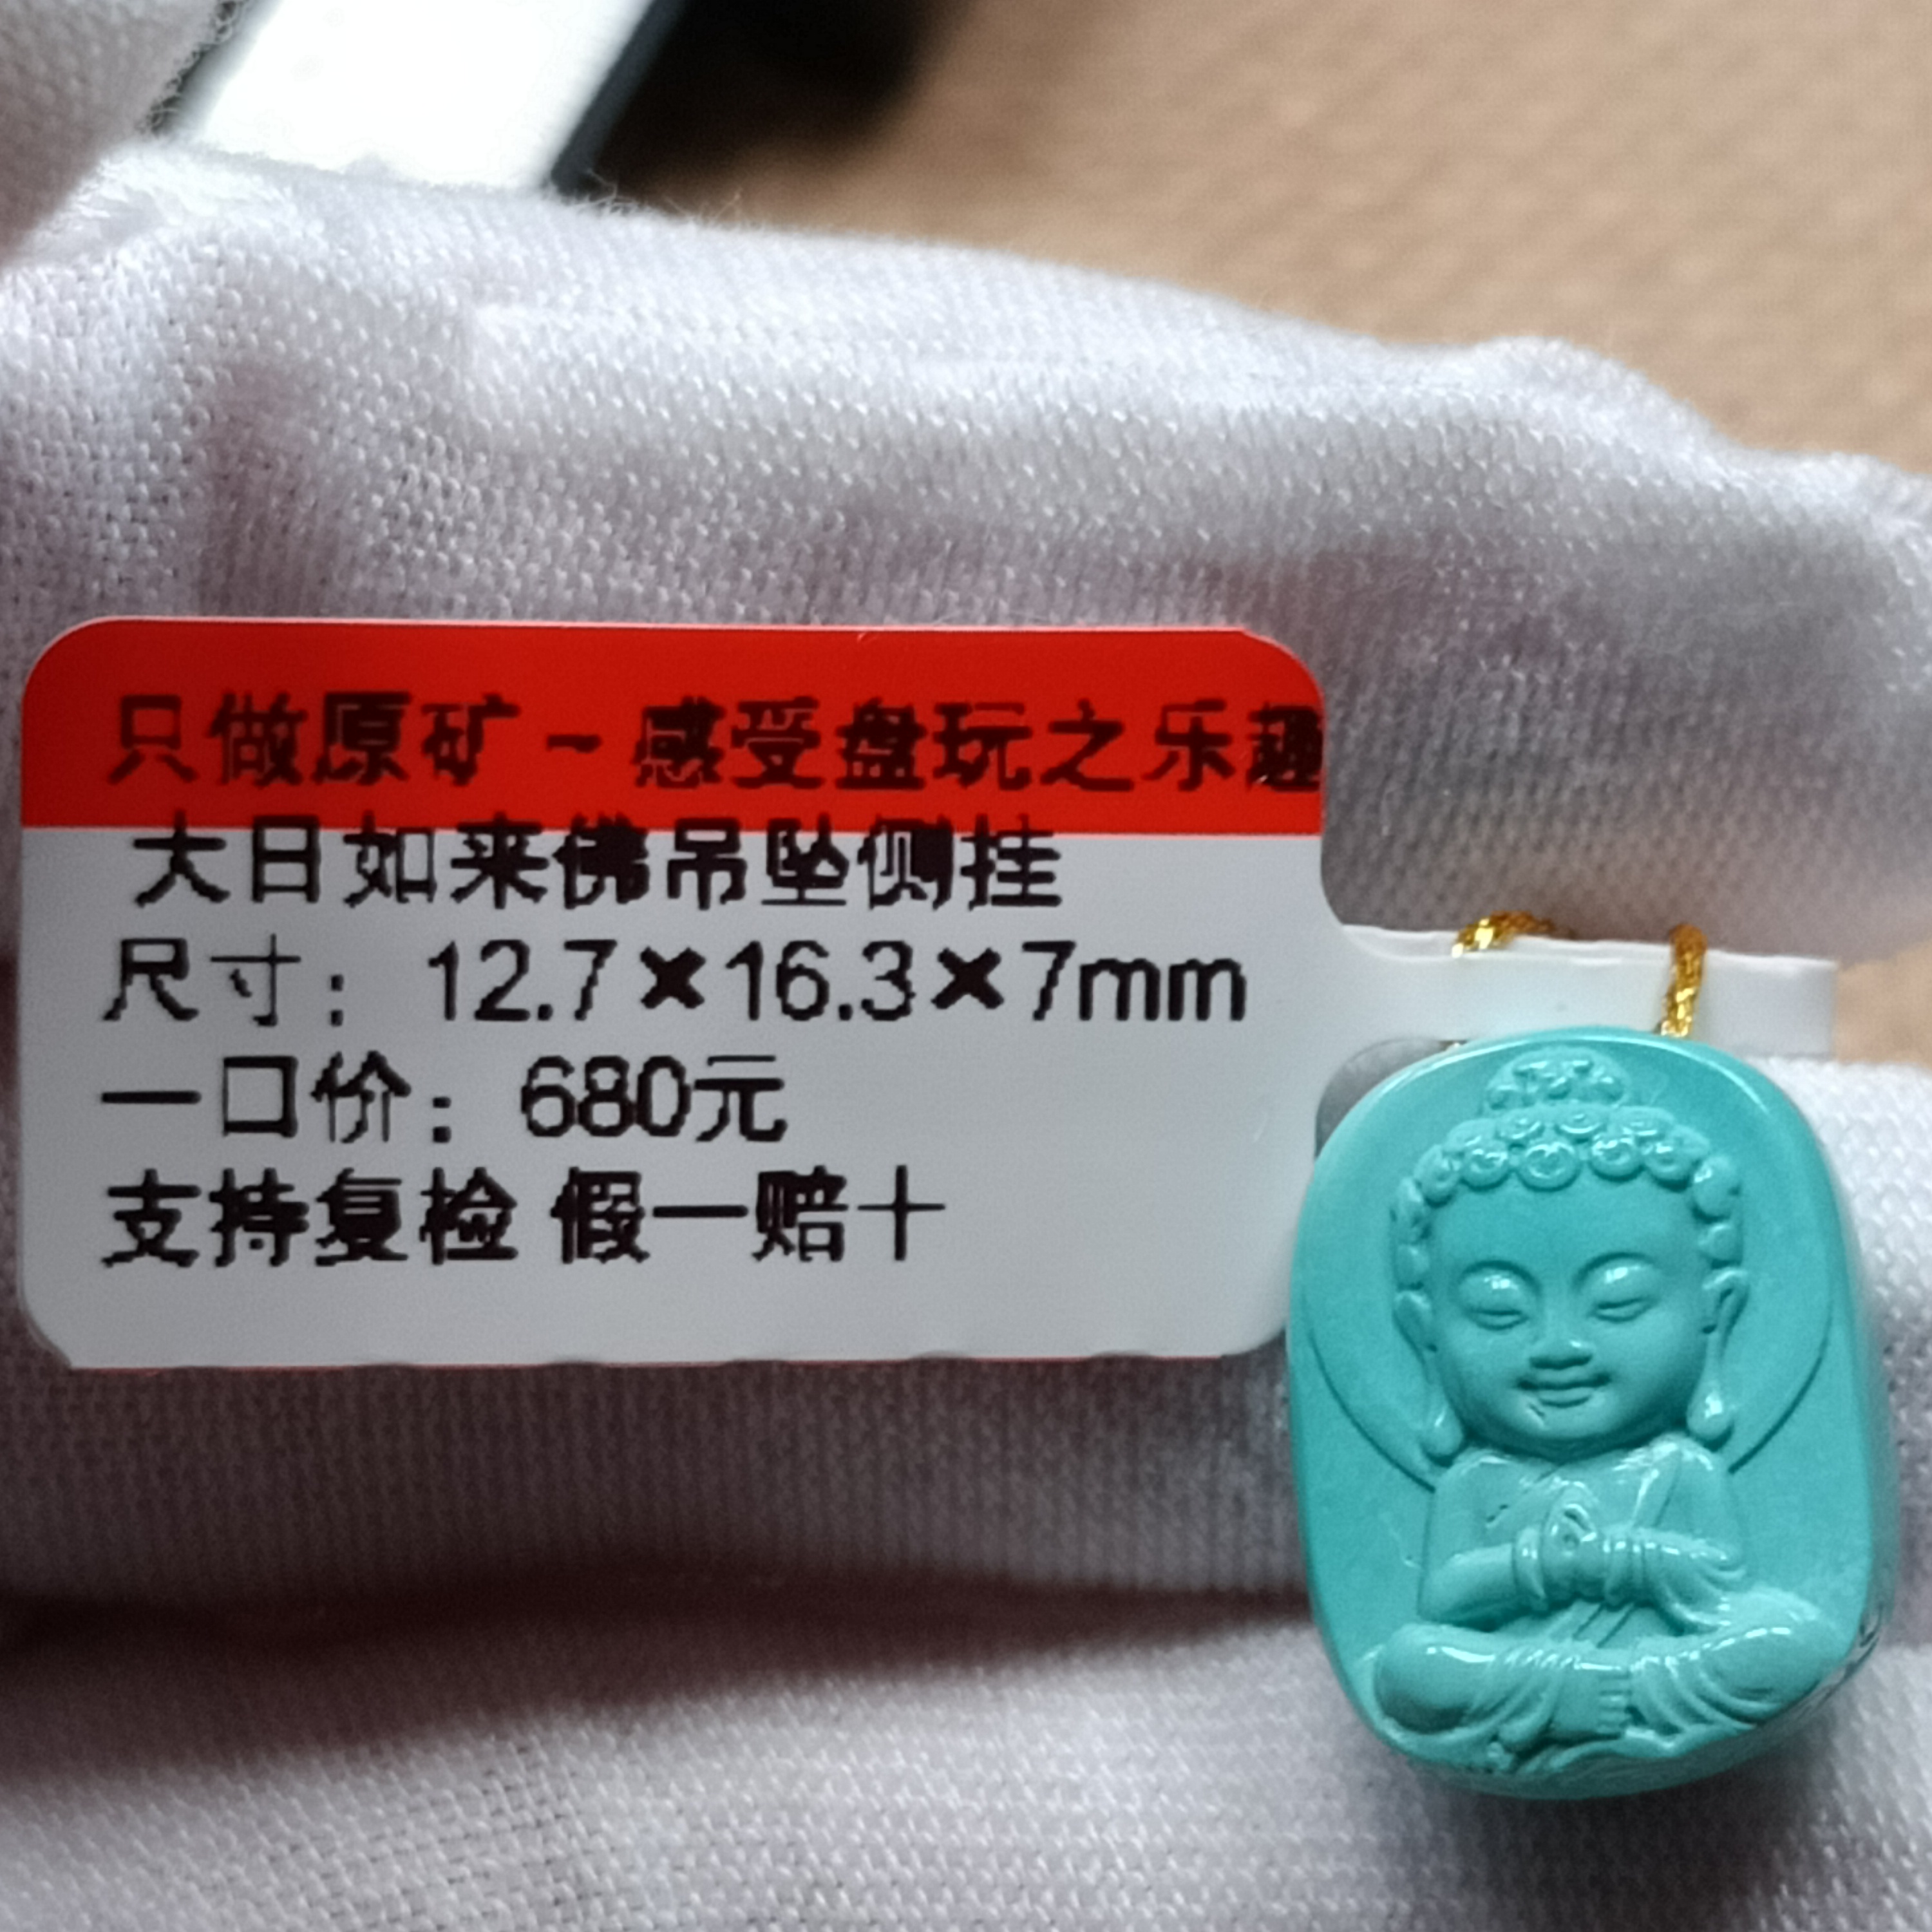 只做原矿～感受盘玩之乐趣
大日如来佛吊坠侧挂
尺寸：12.7×16.3×7mm
一口价：680元
支持复检 假一赔十